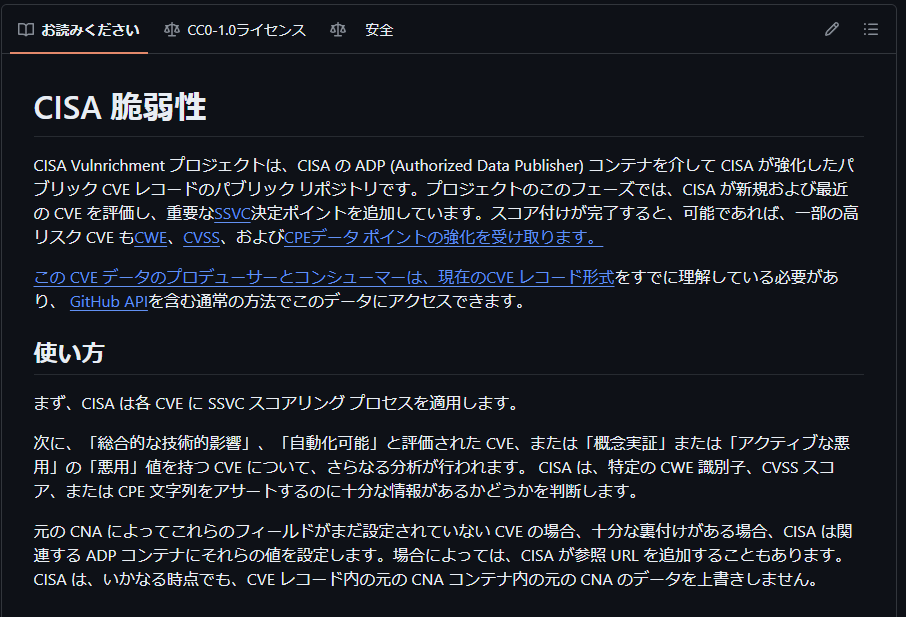 お読みください CC0-1.0ライセンス 安全
CISA 脆弱性
CISA Vulnrichment プロジェクトは、CISA の ADP (Authorized Data Publisher) コンテナを介して CISA が強化したパ
ブリック CVE レコードのパブリック リポジトリです。プロジェクトのこのフェーズでは、CISA が新規および最近
の CVE を評価し、重要なSSVC決定ポイントを追加しています。スコア付けが完了すると、可能であれば、一部の高
リスク CVE もCWE、CVSS、およびCPEデータ ポイントの強化を受け取ります。
この CVE データのプロデューサーとコンシューマーは、現在のCVE レコード形式をすでに理解している必要があ
り、 GitHub APIを含む通常の方法でこのデータにアクセスできます。
使い方
まず、CISA は各 CVE に SSVC スコアリング プロセスを適用します。
次に、「総合的な技術的影響」、「自動化可能」と評価された CVE、または「概念実証」または「アクティブな悪
用」の「悪用」値を持つ CVE について、さらなる分析が行われます。 CISA は、特定の CWE 識別子、CVSS スコ
ア、または CPE 文字列をアサートするのに十分な情報があるかどうかを判断します。
元の CNA によってこれらのフィールドがまだ設定されていない CVE の場合、十分な裏付けがある場合、CISA は関
連する ADP コンテナにそれらの値を設定します。場合によっては、CISA が参照 URL を追加することもあります。
CISA は、いかなる時点でも、CVE レコード内の元の CNA コンテナ内の元の CNA のデータを上書きしません。